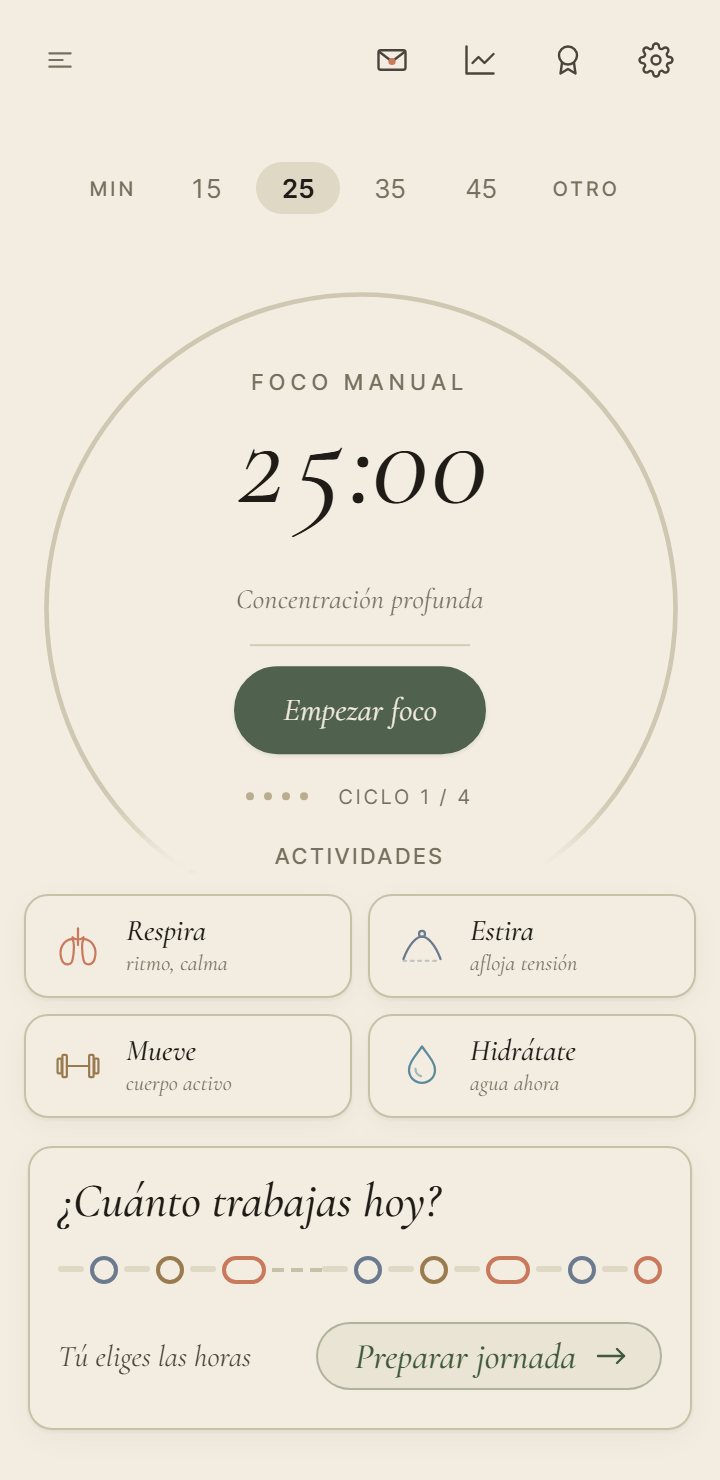 MIN 15 25 35 45 OTRO
FOCO MANUAL
25:00
Concentración profunda
Empezar foco
CICLO 1 / 4
ACTIVIDADES
Respira
ritmo, calma
Estira
afloja tensión
Mueve
cuerpo activo
Hidrátate
agua ahora
¿Cuánto trabajas hoy?
Tú eliges las horas
Preparar jornada